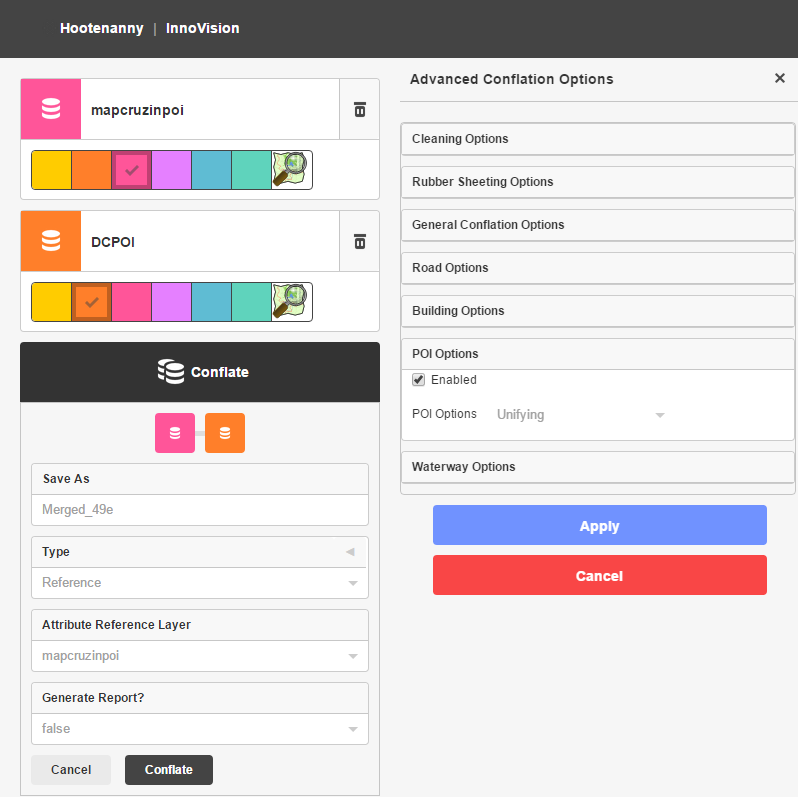 Hootenanny | InnoVision
mapcruzinpoi
DCPOI
Conflate
Save As
Merged_49e
Type
Reference
Attribute Reference Layer
mapcruzinpoi
Generate Report?
false
Cancel
Conflate
Advanced Conflation Options
Cleaning Options
Rubber Sheeting Options
General Conflation Options
Road Options
Building Options
POI Options
Enabled
POI Options Unifying
Waterway Options
Apply
Cancel